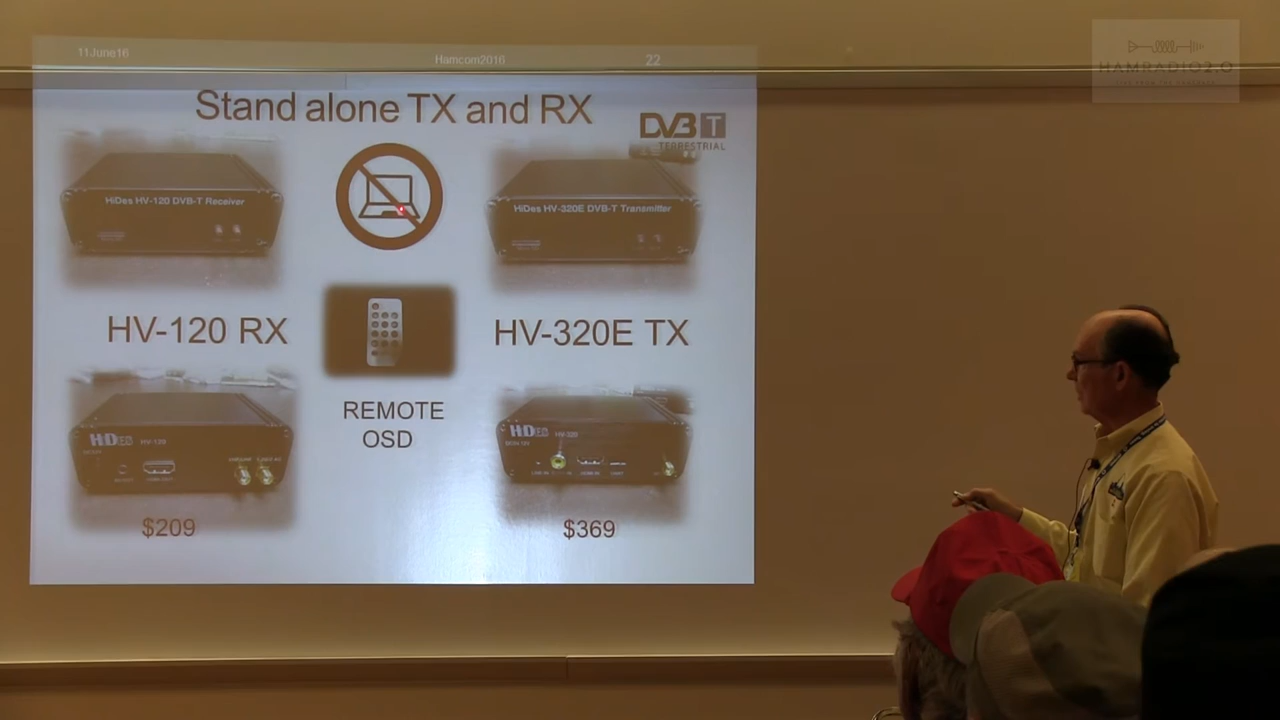 11June16
Hamcom2016
22
HAMRADIO2.0
Stand alone TX and RX
DVB T
TERRESTRIAL
HiDes HV-120 DVB-T Receiver
HiDes HV-320E DVB-T Transmitter
HV-120 RX
HV-320E TX
REMOTE
OSD
HiDes
HV-120
HiDes
HV-320
$209
$369